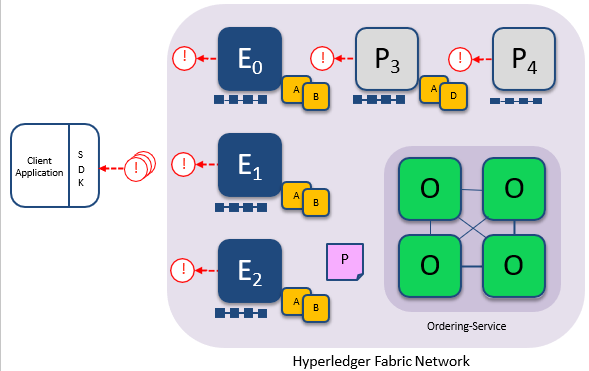 ! E0 ! P3 ! P4
A B A D
Client
Application
S
D
K
!
! E1
A B
O O
! E2
P
O O
A B
Ordering-Service
Hyperledger Fabric Network